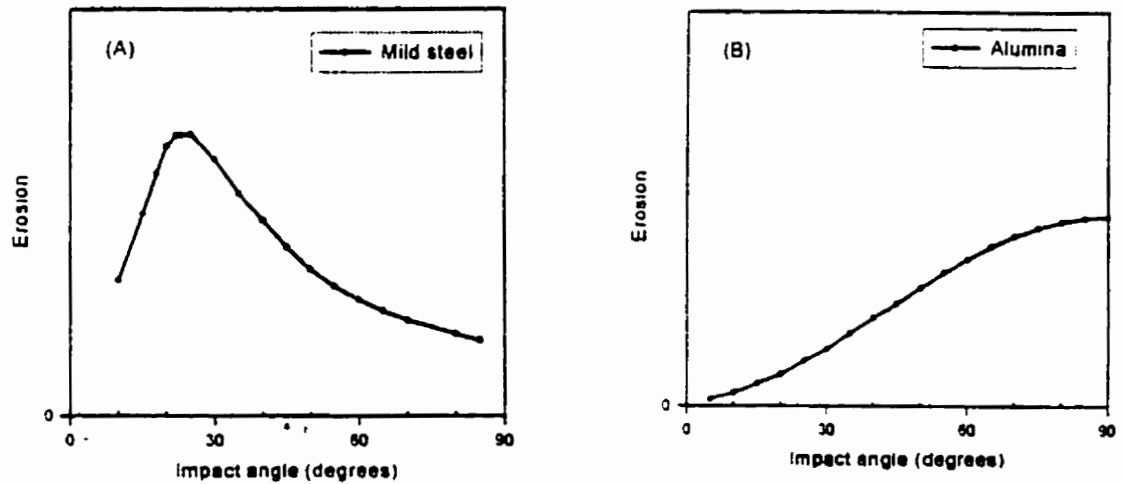 (A)
Mild steel
Erosion
0
0 30 60 90
Impact angle (degrees)
(B)
Alumina
Erosion
0
0 30 60 90
Impact angle (degrees)